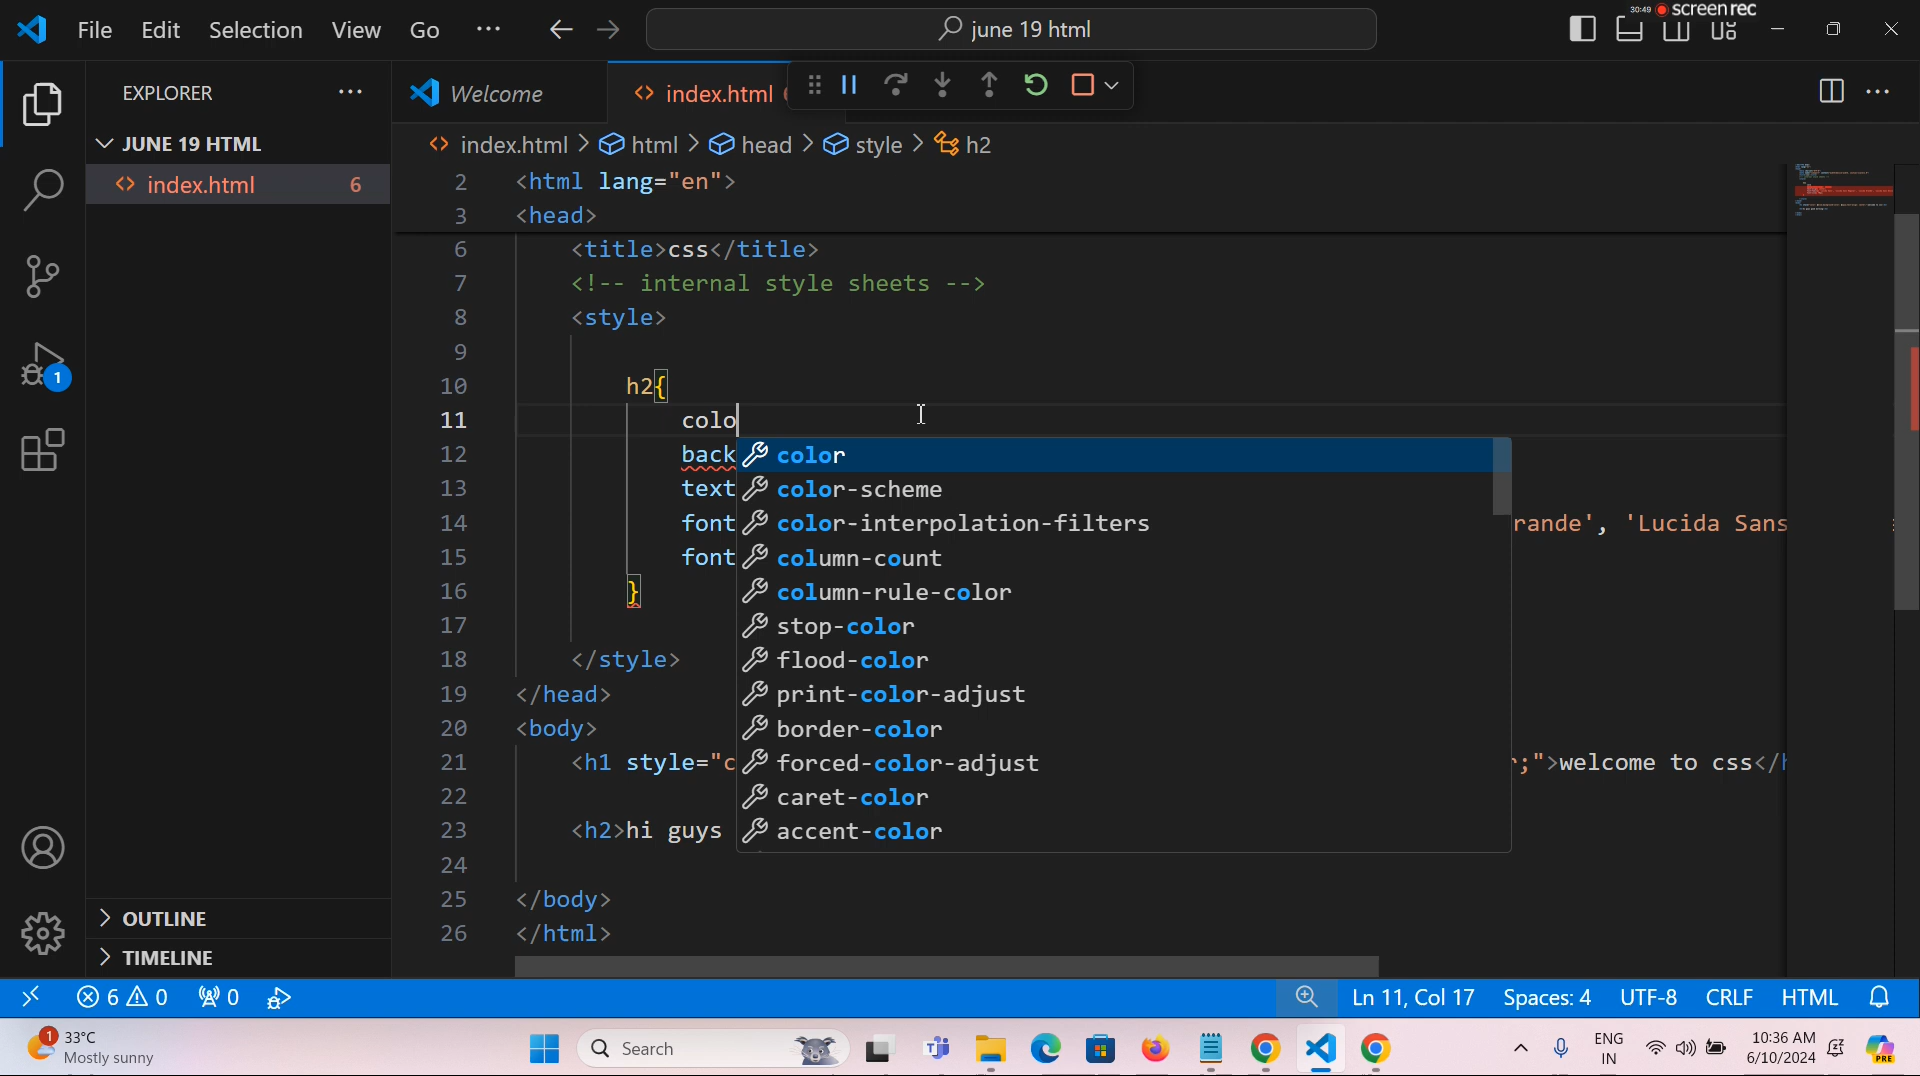 File Edit Selection View Go ··· june 19 html
30:49 screen rec
EXPLORER ···
Welcome
index.html
JUNE 19 HTML
index.html 6
index.html > html > head > style > h2
2 <html lang="en">
3 <head>
6 <title>css</title>
7 <!-- internal style sheets -->
8 <style>
9
10 h2{
11 colo
12 back
13 text
14 font rande', 'Lucida Sans
15 font
16 }
17
18 </style>
19 </head>
20 <body>
21 <h1 style="c ;">welcome to css</
22
23 <h2>hi guys
24
25 </body>
26 </html>
color
color-scheme
color-interpolation-filters
column-count
column-rule-color
stop-color
flood-color
print-color-adjust
border-color
forced-color-adjust
caret-color
accent-color
1
OUTLINE
TIMELINE
6 0 0 Ln 11, Col 17 Spaces: 4 UTF-8 CRLF HTML
1 33°C
Mostly sunny
Search
ENG
IN
10:36 AM
6/10/2024
PRE